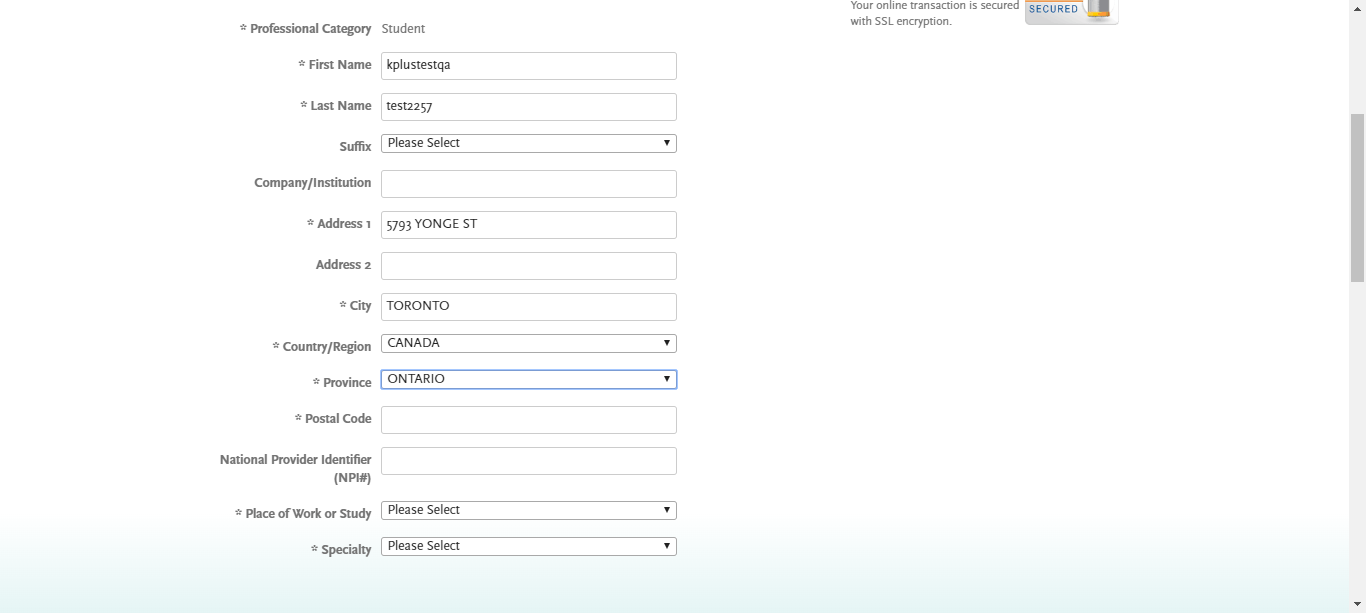 Your online transaction is secured
with SSL encryption.
SECURED
* Professional Category Student
* First Name kplustestqa
* Last Name test2257
Suffix Please Select
Company/Institution
* Address 1 5793 YONGE ST
Address 2
* City TORONTO
* Country/Region CANADA
* Province ONTARIO
* Postal Code
National Provider Identifier
(NPI#)
* Place of Work or Study Please Select
* Specialty Please Select